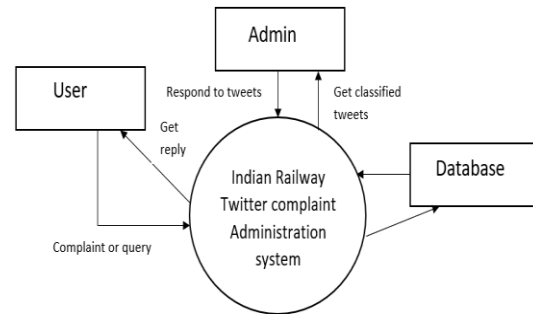 Admin
User
Respond to tweets
Get classified
tweets
Get
reply
Indian Railway
Twitter complaint
Administration
system
Database
Complaint or query